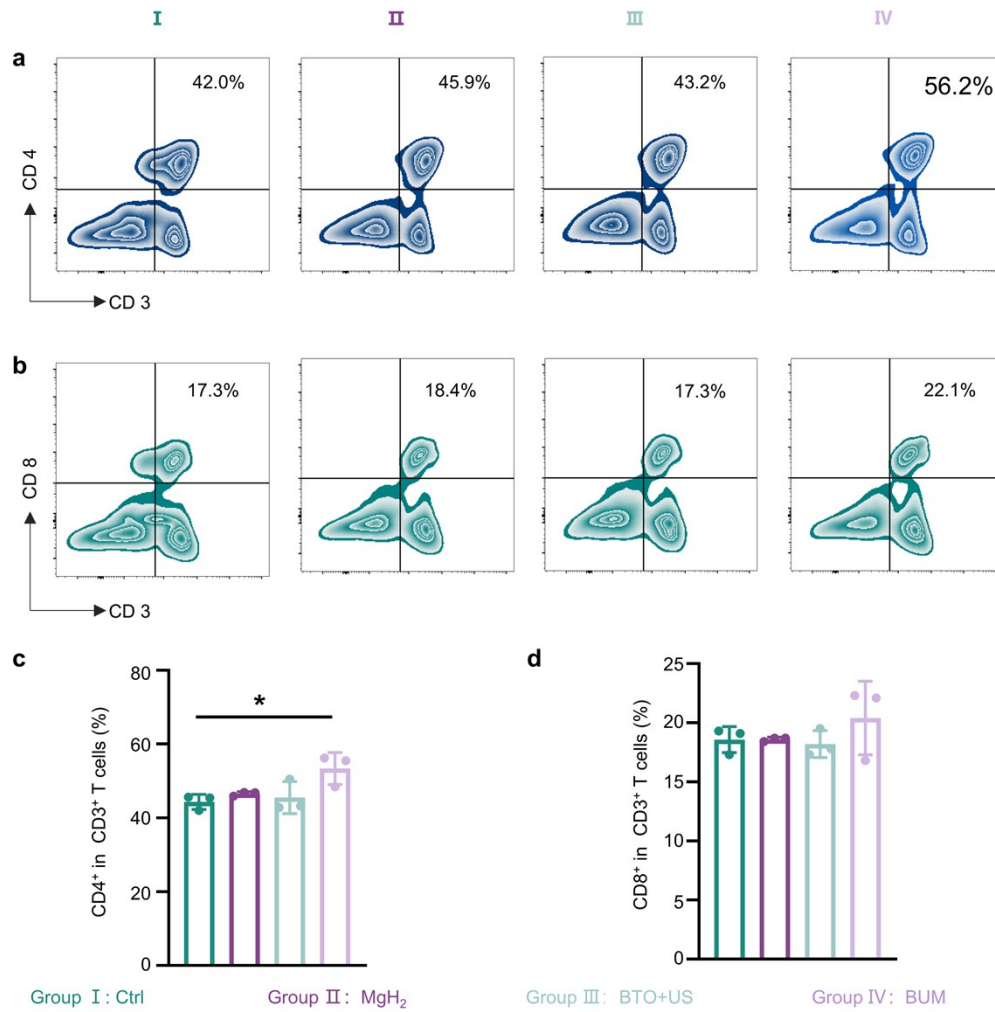 I II III IV
a
42.0% 45.9% 43.2% 56.2%
CD 4
CD 3
b
17.3% 18.4% 17.3% 22.1%
CD 8
CD 3
c
CD4⁺ in CD3⁺ T cells (%)
80
60
40
20
0
*
d
CD8⁺ in CD3⁺ T cells (%)
25
20
15
10
5
0
Group Ⅰ: Ctrl Group Ⅱ: MgH₂ Group Ⅲ: BTO+US Group Ⅳ: BUM